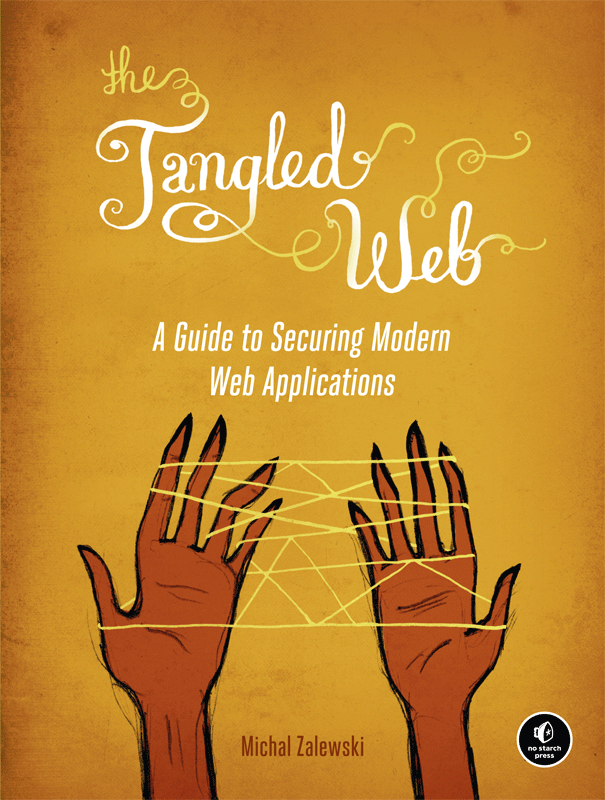 the
Tangled
Web
A Guide to Securing Modern
Web Applications
Michal Zalewski
no starch
press